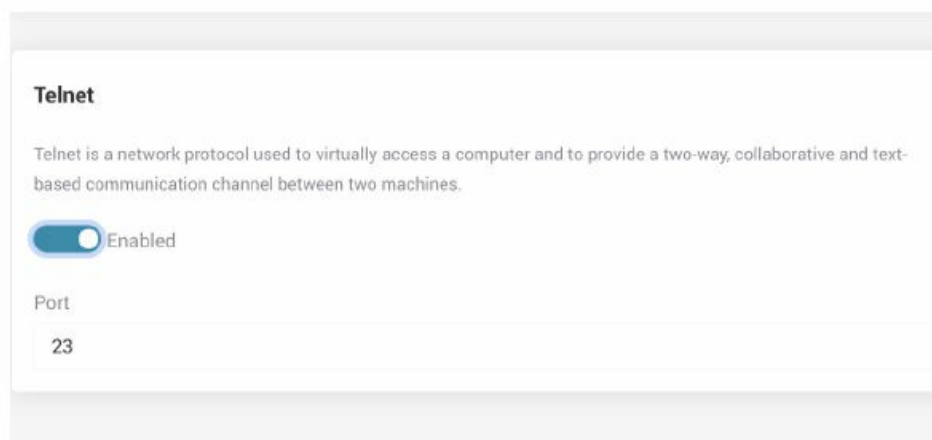 Telnet
Telnet is a network protocol used to virtually access a computer and to provide a two-way, collaborative and text-
based communication channel between two machines.
Enabled
Port
23